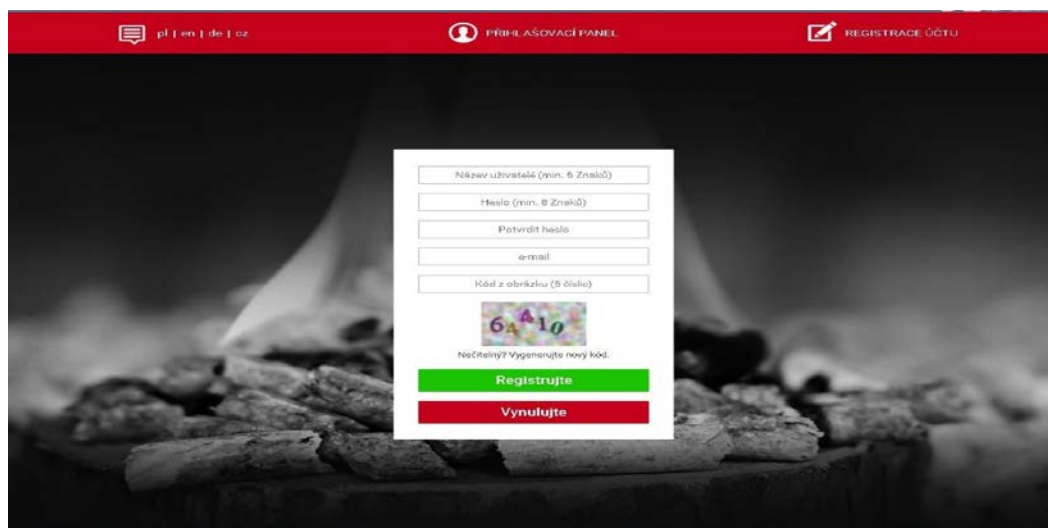 pl | en | de | cz
PŘIHLAŠOVACÍ PANEL
REGISTRACE ÚČTU
Název uživatelé (min. 6 Znaků)
Heslo (min. 8 Znaků)
Potvrdit heslo
e-mail
Kód z obrázku (5 číslic)
64410
Nečitelný? Vygenerujte nový kód.
Registrujte
Vynulujte